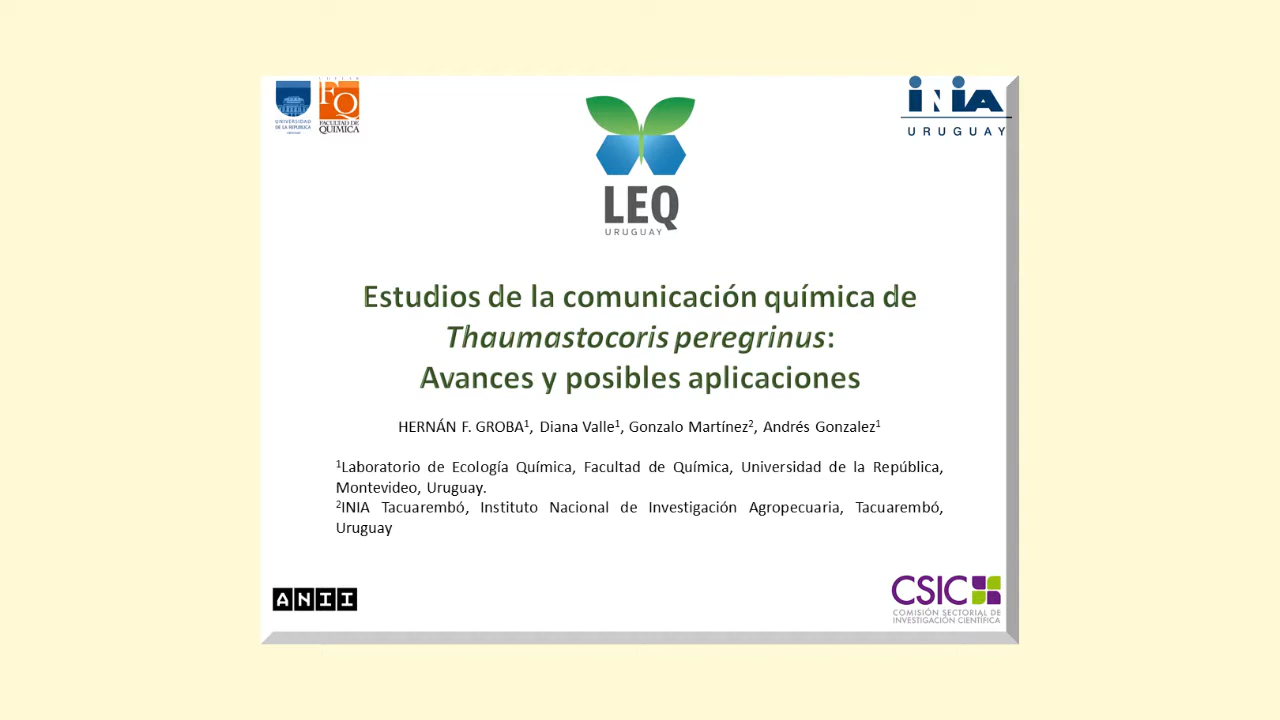 UNIVERSIDAD
DE LA REPÚBLICA
URUGUAY
FQ
FACULTAD DE
QUIMICA
INIA
URUGUAY
LEQ
URUGUAY
Estudios de la comunicación química de
Thaumastocoris peregrinus:
Avances y posibles aplicaciones
HERNÁN F. GROBA¹, Diana Valle¹, Gonzalo Martínez², Andrés Gonzalez¹
¹Laboratorio de Ecología Química, Facultad de Química, Universidad de la República,
Montevideo, Uruguay.
²INIA Tacuarembó, Instituto Nacional de Investigación Agropecuaria, Tacuarembó,
Uruguay
ANII
CSIC
COMISIÓN SECTORIAL DE
INVESTIGACIÓN CIENTÍFICA